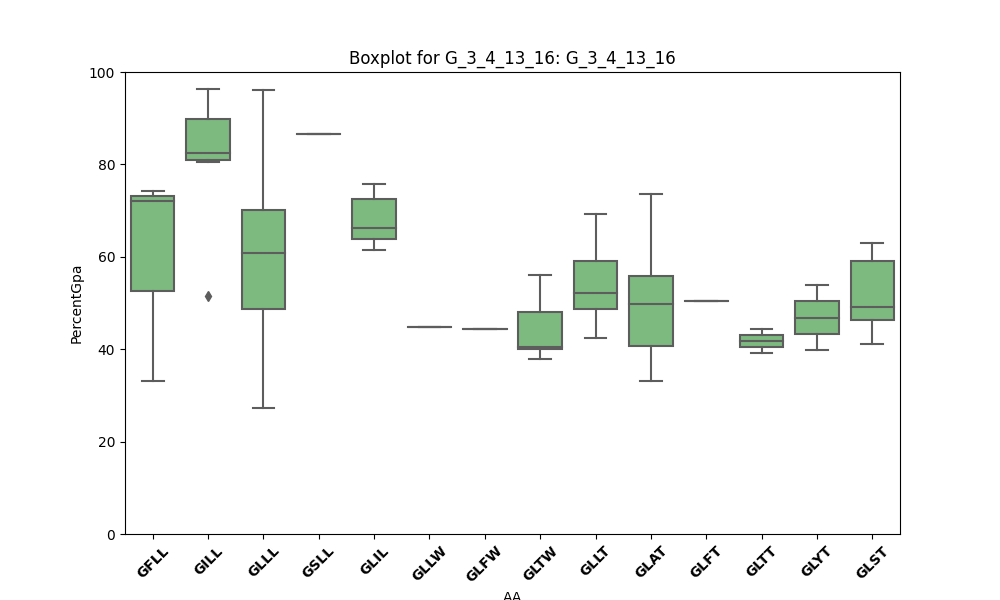 Boxplot for G_3_4_13_16: G_3_4_13_16
PercentGpa
100
80
60
40
20
0
GFLL
GILL
GLLL
GSLL
GLIL
GLLW
GLFW
GLTW
GLLT
GLAT
GLFT
GLTT
GLYT
GLST
AA